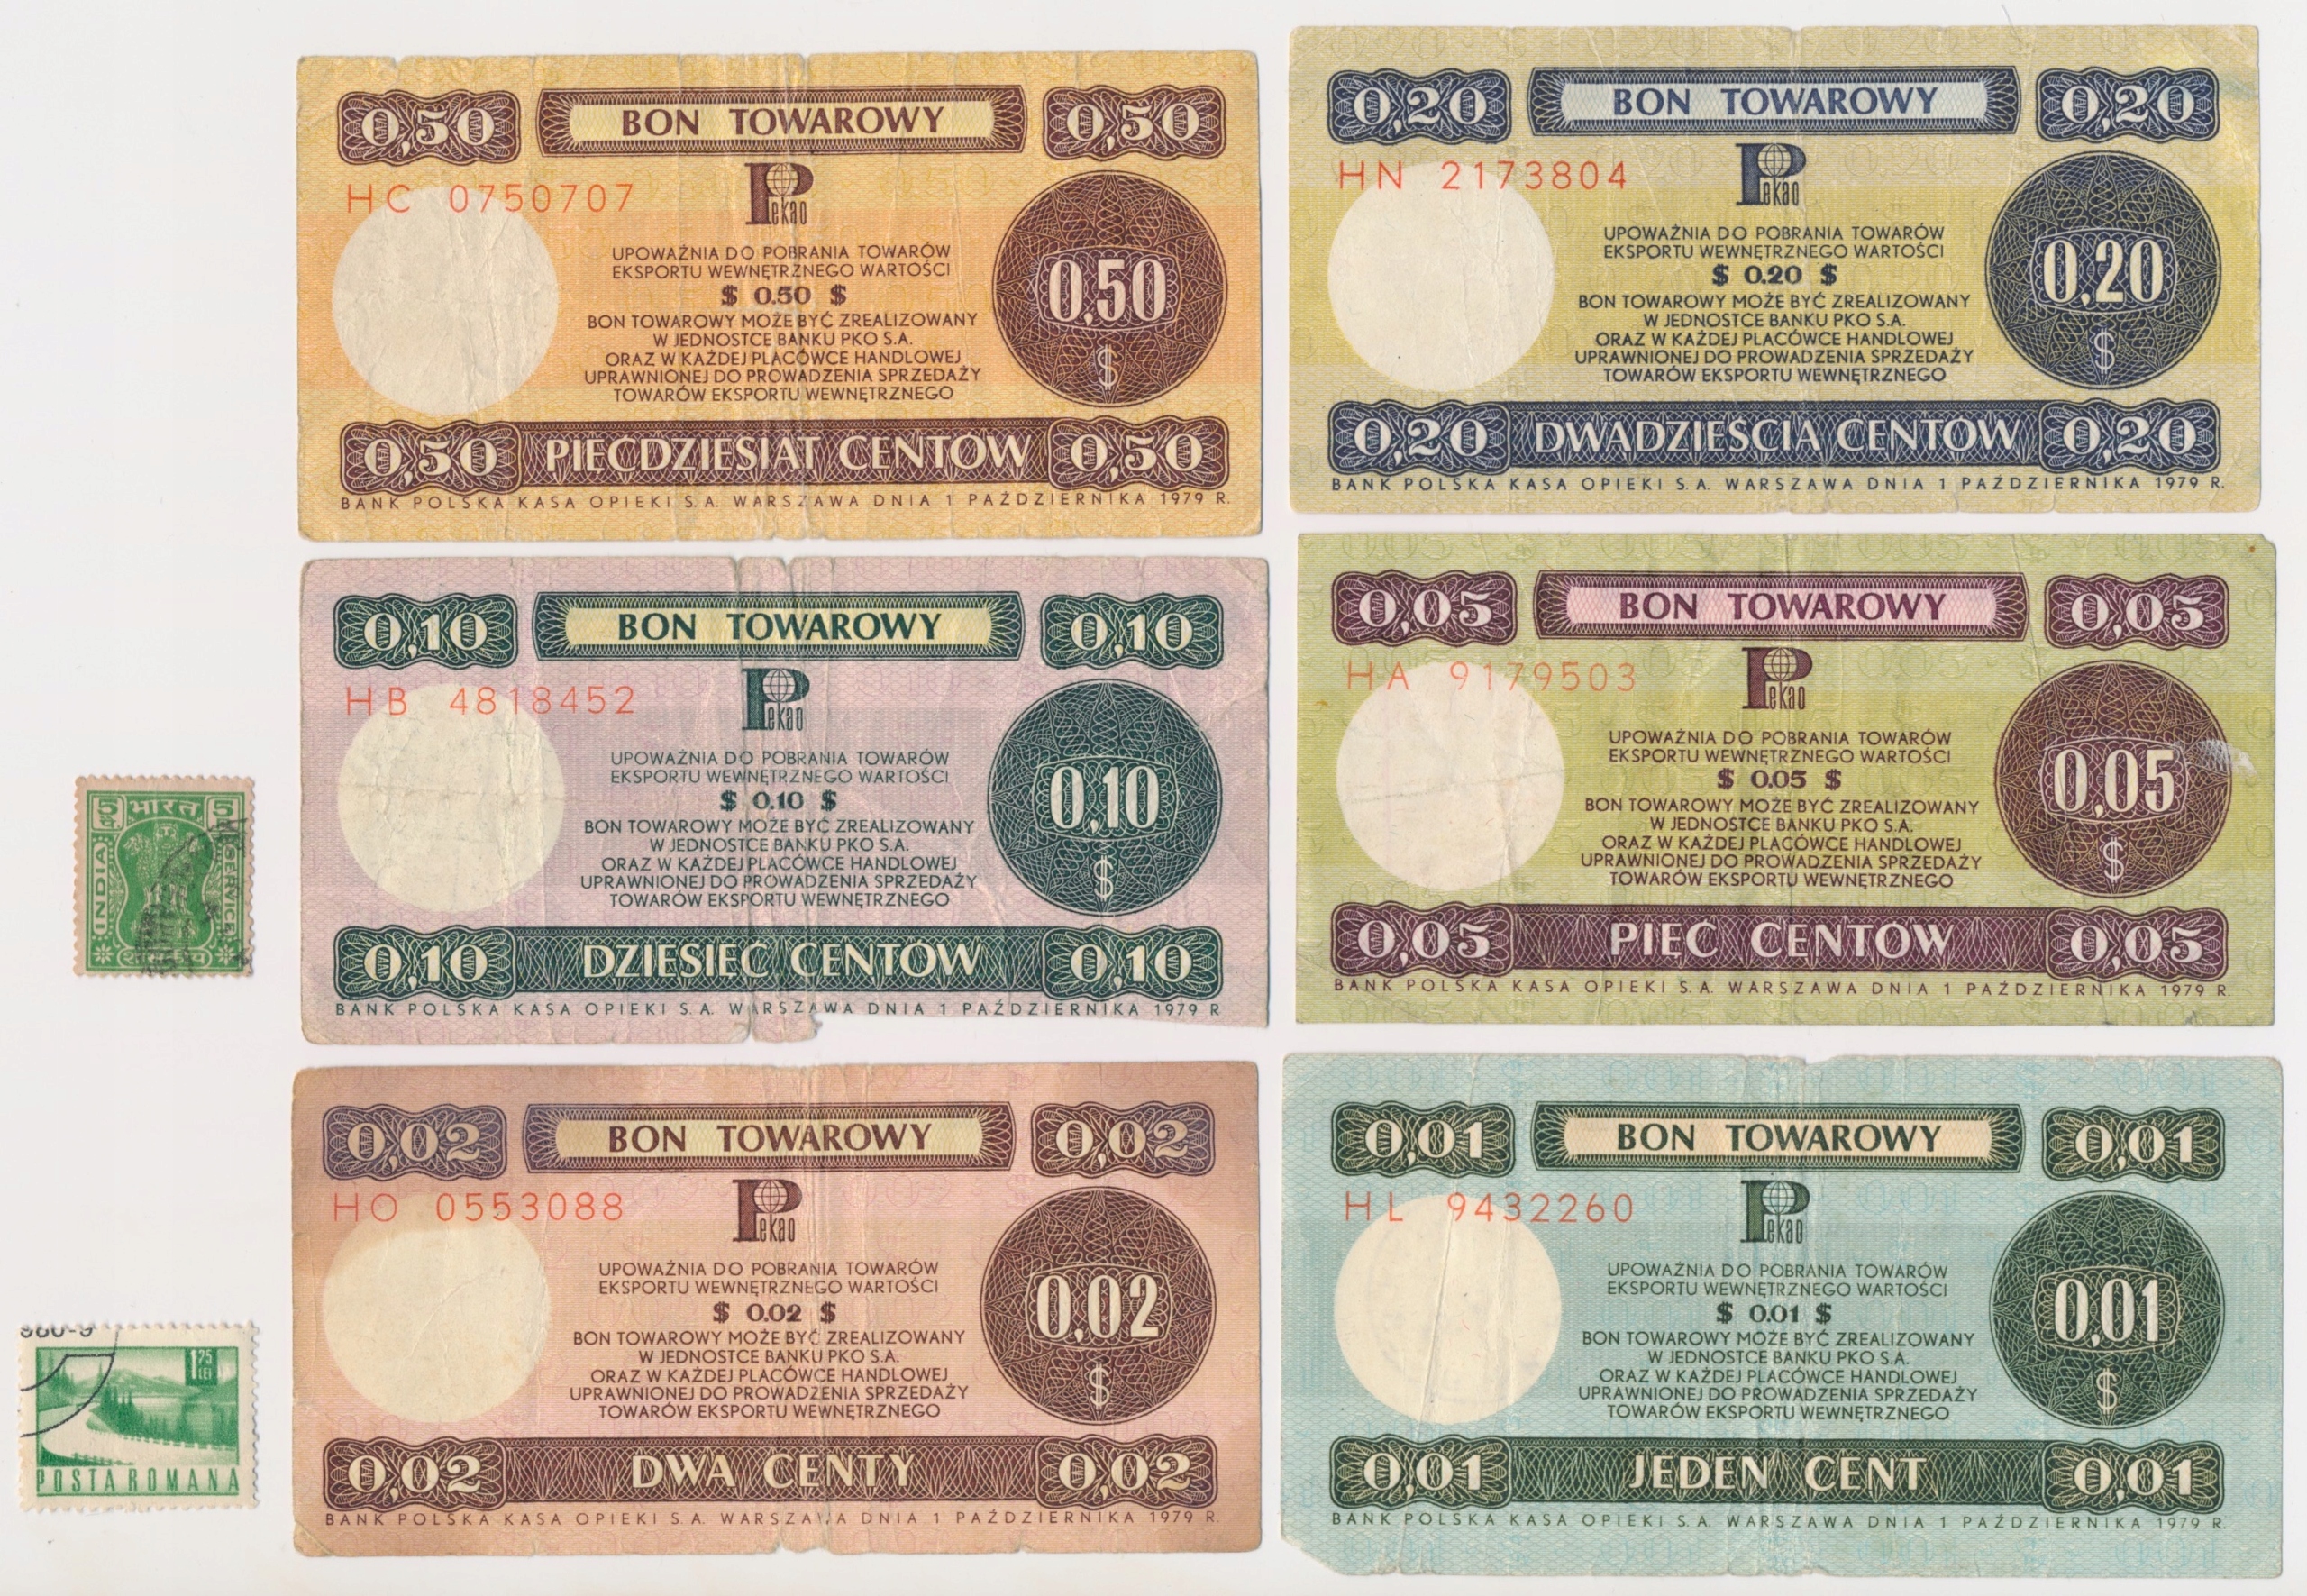 0,50 BON TOWAROWY 0,50
HC 0750707
Pekao
UPOWAŻNIA DO POBRANIA TOWARÓW
EKSPORTU WEWNĘTRZNEGO WARTOŚCI
$ 0.50 $
BON TOWAROWY MOŻE BYĆ ZREALIZOWANY
W JEDNOSTCE BANKU PKO S.A.
ORAZ W KAŻDEJ PLACÓWCE HANDLOWEJ
UPRAWNIONEJ DO PROWADZENIA SPRZEDAŻY
TOWARÓW EKSPORTU WEWNĘTRZNEGO
0,50
$
0,50 PIĘĆDZIESIĄT CENTÓW 0,50
BANK POLSKA KASA OPIEKI S.A. WARSZAWA DNIA 1 PAŹDZIERNIKA 1979 R.
0,20 BON TOWAROWY 0,20
HN 2173804
Pekao
UPOWAŻNIA DO POBRANIA TOWARÓW
EKSPORTU WEWNĘTRZNEGO WARTOŚCI
$ 0.20 $
BON TOWAROWY MOŻE BYĆ ZREALIZOWANY
W JEDNOSTCE BANKU PKO S.A.
ORAZ W KAŻDEJ PLACÓWCE HANDLOWEJ
UPRAWNIONEJ DO PROWADZENIA SPRZEDAŻY
TOWARÓW EKSPORTU WEWNĘTRZNEGO
0,20
$
0,20 DWADZIEŚCIA CENTÓW 0,20
BANK POLSKA KASA OPIEKI S.A. WARSZAWA DNIA 1 PAŹDZIERNIKA 1979 R.
0,10 BON TOWAROWY 0,10
HB 4818452
Pekao
UPOWAŻNIA DO POBRANIA TOWARÓW
EKSPORTU WEWNĘTRZNEGO WARTOŚCI
$ 0.10 $
BON TOWAROWY MOŻE BYĆ ZREALIZOWANY
W JEDNOSTCE BANKU PKO S.A.
ORAZ W KAŻDEJ PLACÓWCE HANDLOWEJ
UPRAWNIONEJ DO PROWADZENIA SPRZEDAŻY
TOWARÓW EKSPORTU WEWNĘTRZNEGO
0,10
$
0,10 DZIESIĘĆ CENTÓW 0,10
BANK POLSKA KASA OPIEKI S.A. WARSZAWA DNIA 1 PAŹDZIERNIKA 1979 R
0,05 BON TOWAROWY 0,05
HA 9179503
Pekao
UPOWAŻNIA DO POBRANIA TOWARÓW
EKSPORTU WEWNĘTRZNEGO WARTOŚCI
$ 0.05 $
BON TOWAROWY MOŻE BYĆ ZREALIZOWANY
W JEDNOSTCE BANKU PKO S.A.
ORAZ W KAŻDEJ PLACÓWCE HANDLOWEJ
UPRAWNIONEJ DO PROWADZENIA SPRZEDAŻY
TOWARÓW EKSPORTU WEWNĘTRZNEGO
0,05
$
0,05 PIĘĆ CENTÓW 0,05
BANK POLSKA KASA OPIEKI S.A. WARSZAWA DNIA 1 PAŹDZIERNIKA 1979 R.
5 भारत 5
INDIA
SERVICE
0,02 BON TOWAROWY 0,02
HO 0553088
Pekao
UPOWAŻNIA DO POBRANIA TOWARÓW
EKSPORTU WEWNĘTRZNEGO WARTOŚCI
$ 0.02 $
BON TOWAROWY MOŻE BYĆ ZREALIZOWANY
W JEDNOSTCE BANKU PKO S.A.
ORAZ W KAŻDEJ PLACÓWCE HANDLOWEJ
UPRAWNIONEJ DO PROWADZENIA SPRZEDAŻY
TOWARÓW EKSPORTU WEWNĘTRZNEGO
0,02
$
0,02 DWA CENTY 0,02
BANK POLSKA KASA OPIEKI S.A. WARSZAWA DNIA 1 PAŹDZIERNIKA 1979 R.
0,01 BON TOWAROWY 0,01
HL 9432260
Pekao
UPOWAŻNIA DO POBRANIA TOWARÓW
EKSPORTU WEWNĘTRZNEGO WARTOŚCI
$ 0.01 $
BON TOWAROWY MOŻE BYĆ ZREALIZOWANY
W JEDNOSTCE BANKU PKO S.A.
ORAZ W KAŻDEJ PLACÓWCE HANDLOWEJ
UPRAWNIONEJ DO PROWADZENIA SPRZEDAŻY
TOWARÓW EKSPORTU WEWNĘTRZNEGO
0,01
$
0,01 JEDEN CENT 0,01
BANK POLSKA KASA OPIEKI S.A. WARSZAWA DNIA 1 PAŹDZIERNIKA 1979 R.
1,25
LEI
POSTA ROMANA